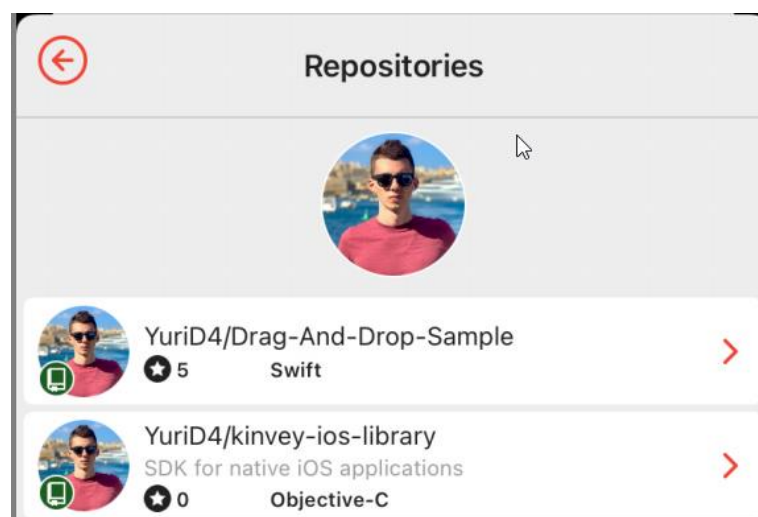 Repositories
YuriD4/Drag-And-Drop-Sample
5 Swift
YuriD4/kinvey-ios-library
SDK for native iOS applications
0 Objective-C